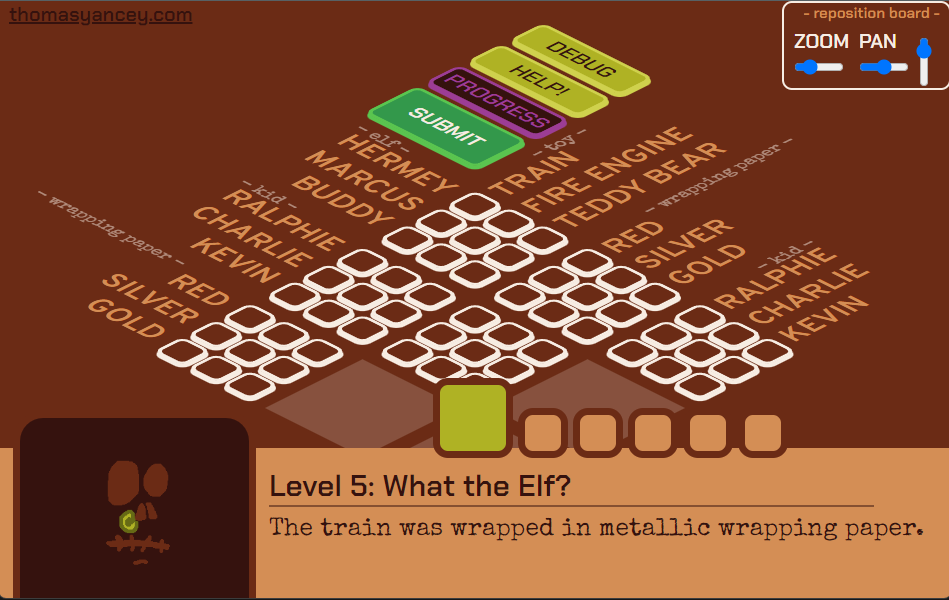 thomasyancey.com
- reposition board -
ZOOM PAN
DEBUG
HELP!
PROGRESS
SUBMIT
- elf -
HERMEY
MARCUS
BUDDY
- kid -
RALPHIE
CHARLIE
KEVIN
- wrapping paper -
RED
SILVER
GOLD
- toy -
TRAIN
FIRE ENGINE
TEDDY BEAR
- wrapping paper -
RED
SILVER
GOLD
- kid -
RALPHIE
CHARLIE
KEVIN
Level 5: What the Elf?
The train was wrapped in metallic wrapping paper.